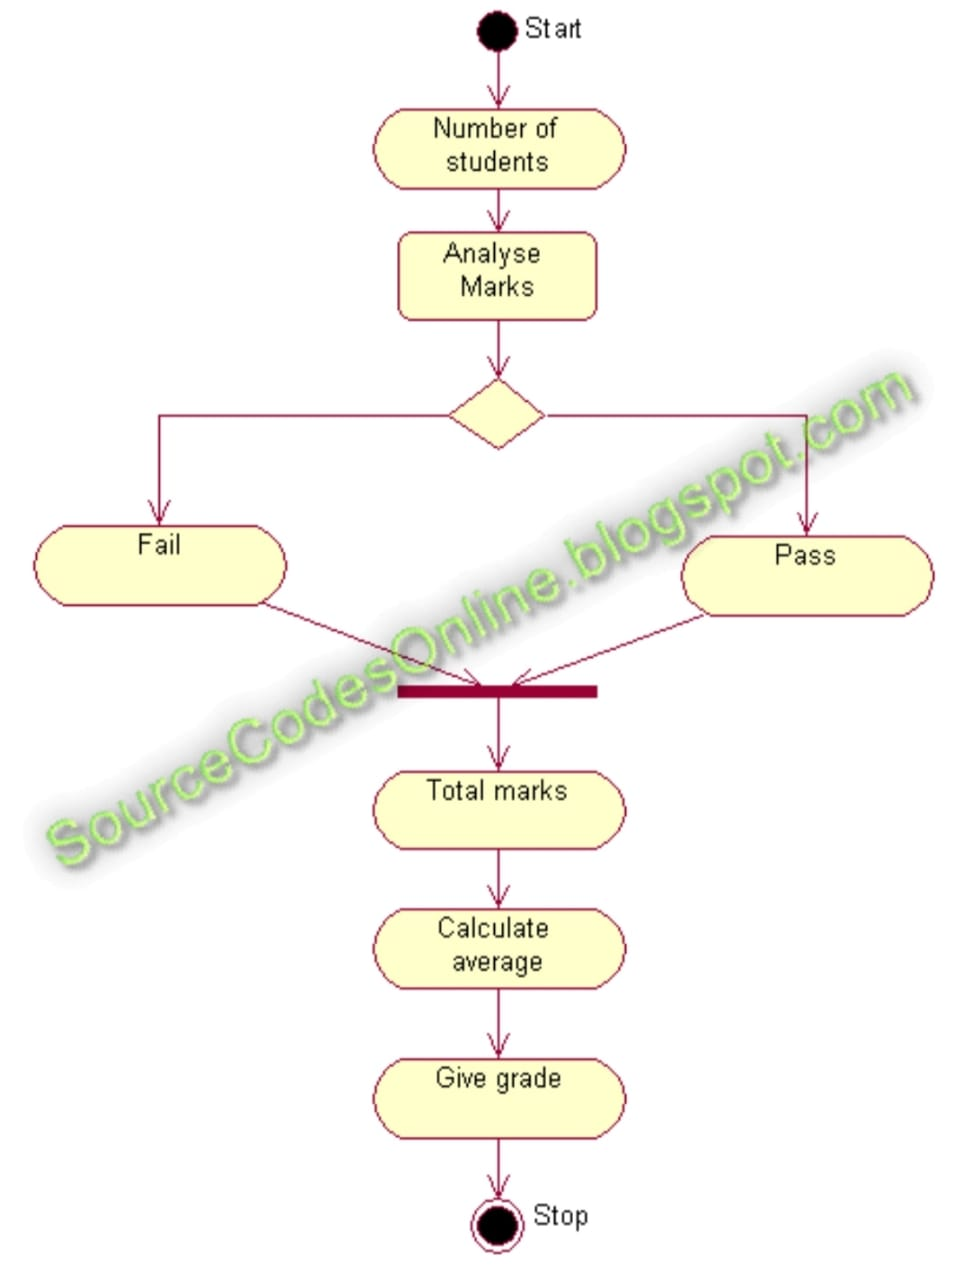 Start
Number of
students
Analyse
Marks
Fail
Pass
SourceCodesOnline.blogspot.com
Total marks
Calculate
average
Give grade
Stop